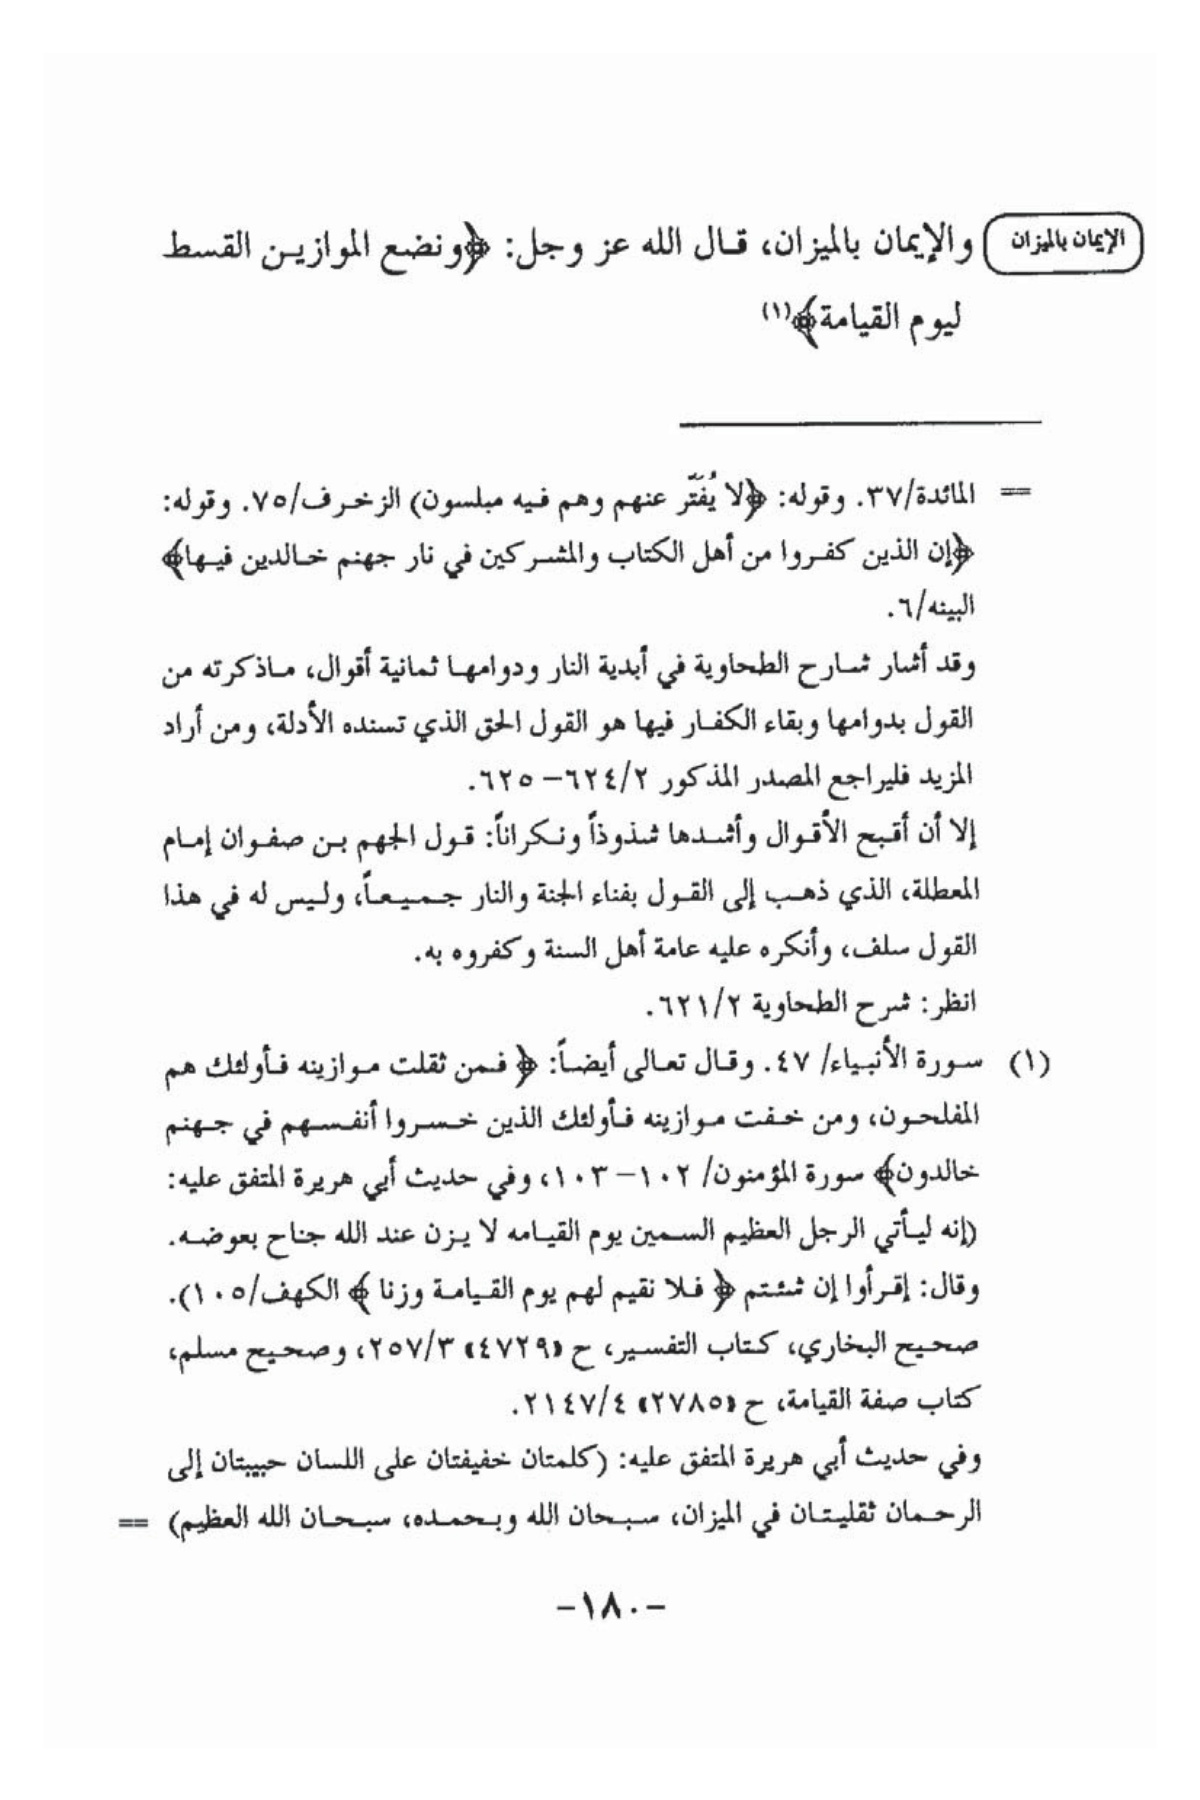 الإيمان بالميزان
والإيمان بالميزان، قال الله عز وجل: ﴿ونضع الموازين القسط
ليوم القيامة﴾(١)
== المائدة/٣٧. وقوله: ﴿لا يُفَتَّر عنهم وهم فيه مبلسون) الزخرف/٧٥. وقوله:
﴿إن الذين كفروا من أهل الكتاب والمشركين في نار جهنم خالدين فيها﴾
البينه/٦.
وقد أشار شارح الطحاوية في أبدية النار ودوامها ثمانية أقوال، ماذكرته من
القول بدوامها وبقاء الكفار فيها هو القول الحق الذي تسنده الأدلة، ومن أراد
المزيد فليراجع المصدر المذكور ٦٢٤/٢– ٦٢٥.
إلا أن أقبح الأقوال وأشدها شذوذاً ونكراناً: قول الجهم بن صفوان إمام
المعطلة، الذي ذهب إلى القول بفناء الجنة والنار جميعاً، وليس له في هذا
القول سلف، وأنكره عليه عامة أهل السنة وكفروه به.
انظر: شرح الطحاوية ٦٢١/٢.
(١) سورة الأنبياء/ ٤٧. وقال تعالى أيضاً: ﴿ فمن ثقلت موازينه فأولئك هم
المفلحون، ومن خفت موازينه فأولئك الذين خسروا أنفسهم في جهنم
خالدون﴾ سورة المؤمنون/ ١٠٢– ١٠٣، وفي حديث أبي هريرة المتفق عليه:
(إنه ليأتي الرجل العظيم السمين يوم القيامه لا يزن عند الله جناح بعوضه.
وقال: إقرأوا إن شئتم ﴿ فلا نقيم لهم يوم القيامة وزنا ﴾ الكهف/١٠٥).
صحيح البخاري، كتاب التفسير، ح «٤٧٢٩» ٢٥٧/٣، وصحيح مسلم،
كتاب صفة القيامة، ح «٢٧٨٥» ٢١٤٧/٤.
وفي حديث أبي هريرة المتفق عليه: (كلمتان خفيفتان على اللسان حبيبتان إلى
الرحمان ثقليتان في الميزان، سبحان الله وبحمده، سبحان الله العظيم) ==
-١٨٠-